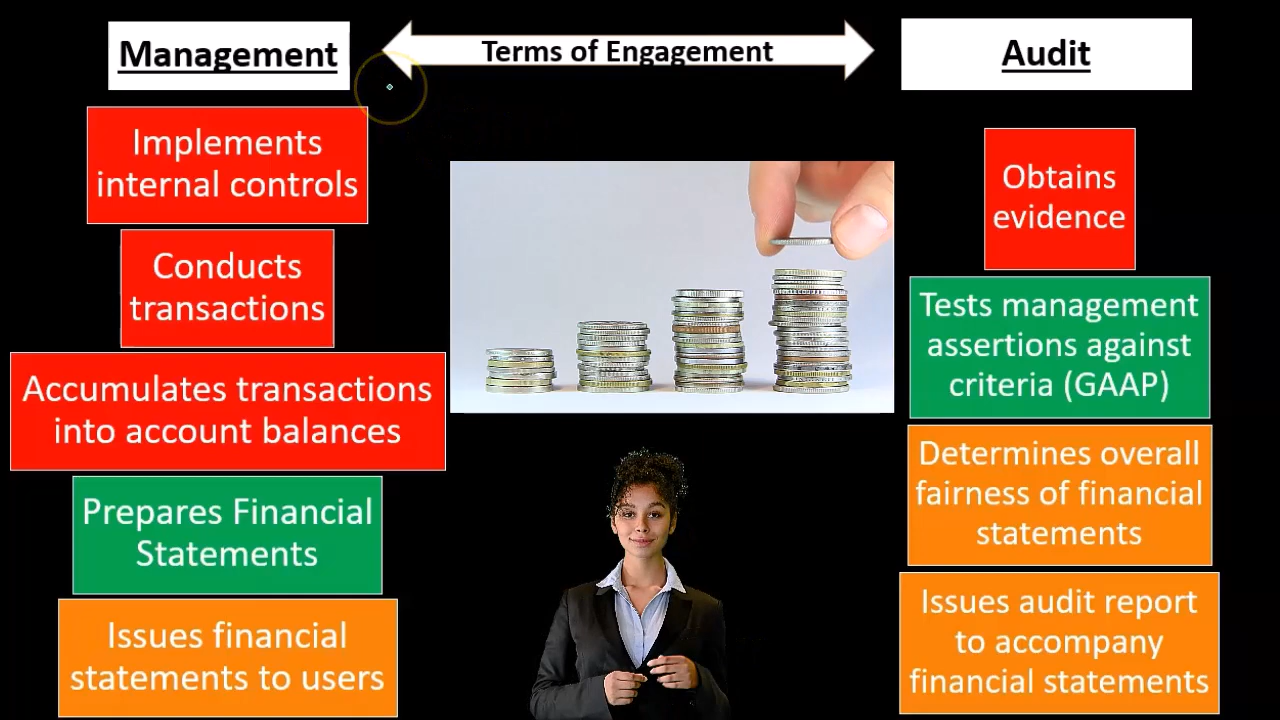 Management
Terms of Engagement
Audit
Implements
internal controls
Conducts
transactions
Accumulates transactions
into account balances
Prepares Financial
Statements
Issues financial
statements to users
Obtains
evidence
Tests management
assertions against
criteria (GAAP)
Determines overall
fairness of financial
statements
Issues audit report
to accompany
financial statements